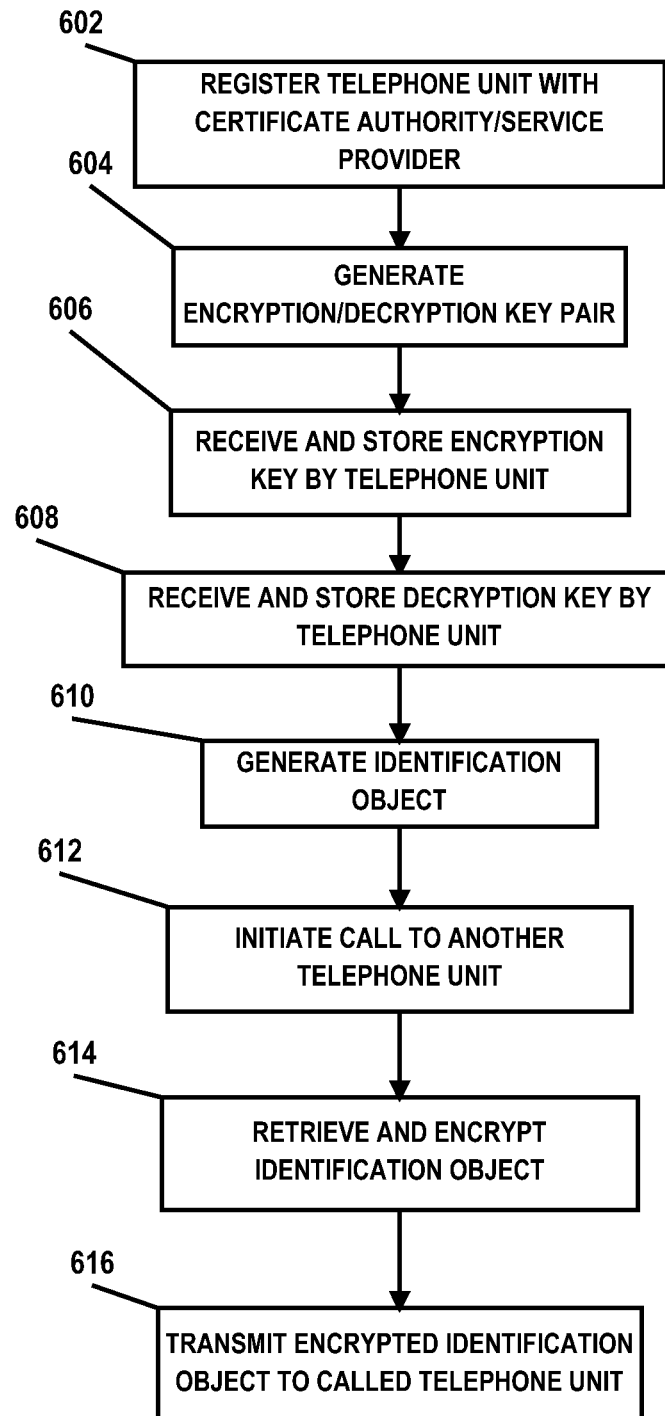 602
REGISTER TELEPHONE UNIT WITH
CERTIFICATE AUTHORITY/SERVICE
PROVIDER
604
GENERATE
ENCRYPTION/DECRYPTION KEY PAIR
606
RECEIVE AND STORE ENCRYPTION
KEY BY TELEPHONE UNIT
608
RECEIVE AND STORE DECRYPTION KEY BY
TELEPHONE UNIT
610
GENERATE IDENTIFICATION
OBJECT
612
INITIATE CALL TO ANOTHER
TELEPHONE UNIT
614
RETRIEVE AND ENCRYPT
IDENTIFICATION OBJECT
616
TRANSMIT ENCRYPTED IDENTIFICATION
OBJECT TO CALLED TELEPHONE UNIT